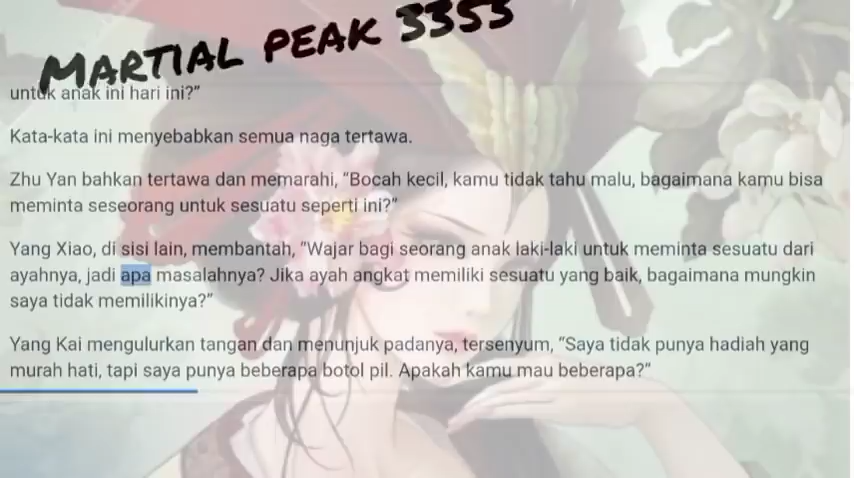 MARTIAL PEAK 3353
untuk anak ini hari ini?”
Kata-kata ini menyebabkan semua naga tertawa.
Zhu Yan bahkan tertawa dan memarahi, “Bocah kecil, kamu tidak tahu malu, bagaimana kamu bisa
meminta seseorang untuk sesuatu seperti ini?”
Yang Xiao, di sisi lain, membantah, “Wajar bagi seorang anak laki-laki untuk meminta sesuatu dari
ayahnya, jadi apa masalahnya? Jika ayah angkat memiliki sesuatu yang baik, bagaimana mungkin
saya tidak memilikinya?”
Yang Kai mengulurkan tangan dan menunjuk padanya, tersenyum, “Saya tidak punya hadiah yang
murah hati, tapi saya punya beberapa botol pil. Apakah kamu mau beberapa?”